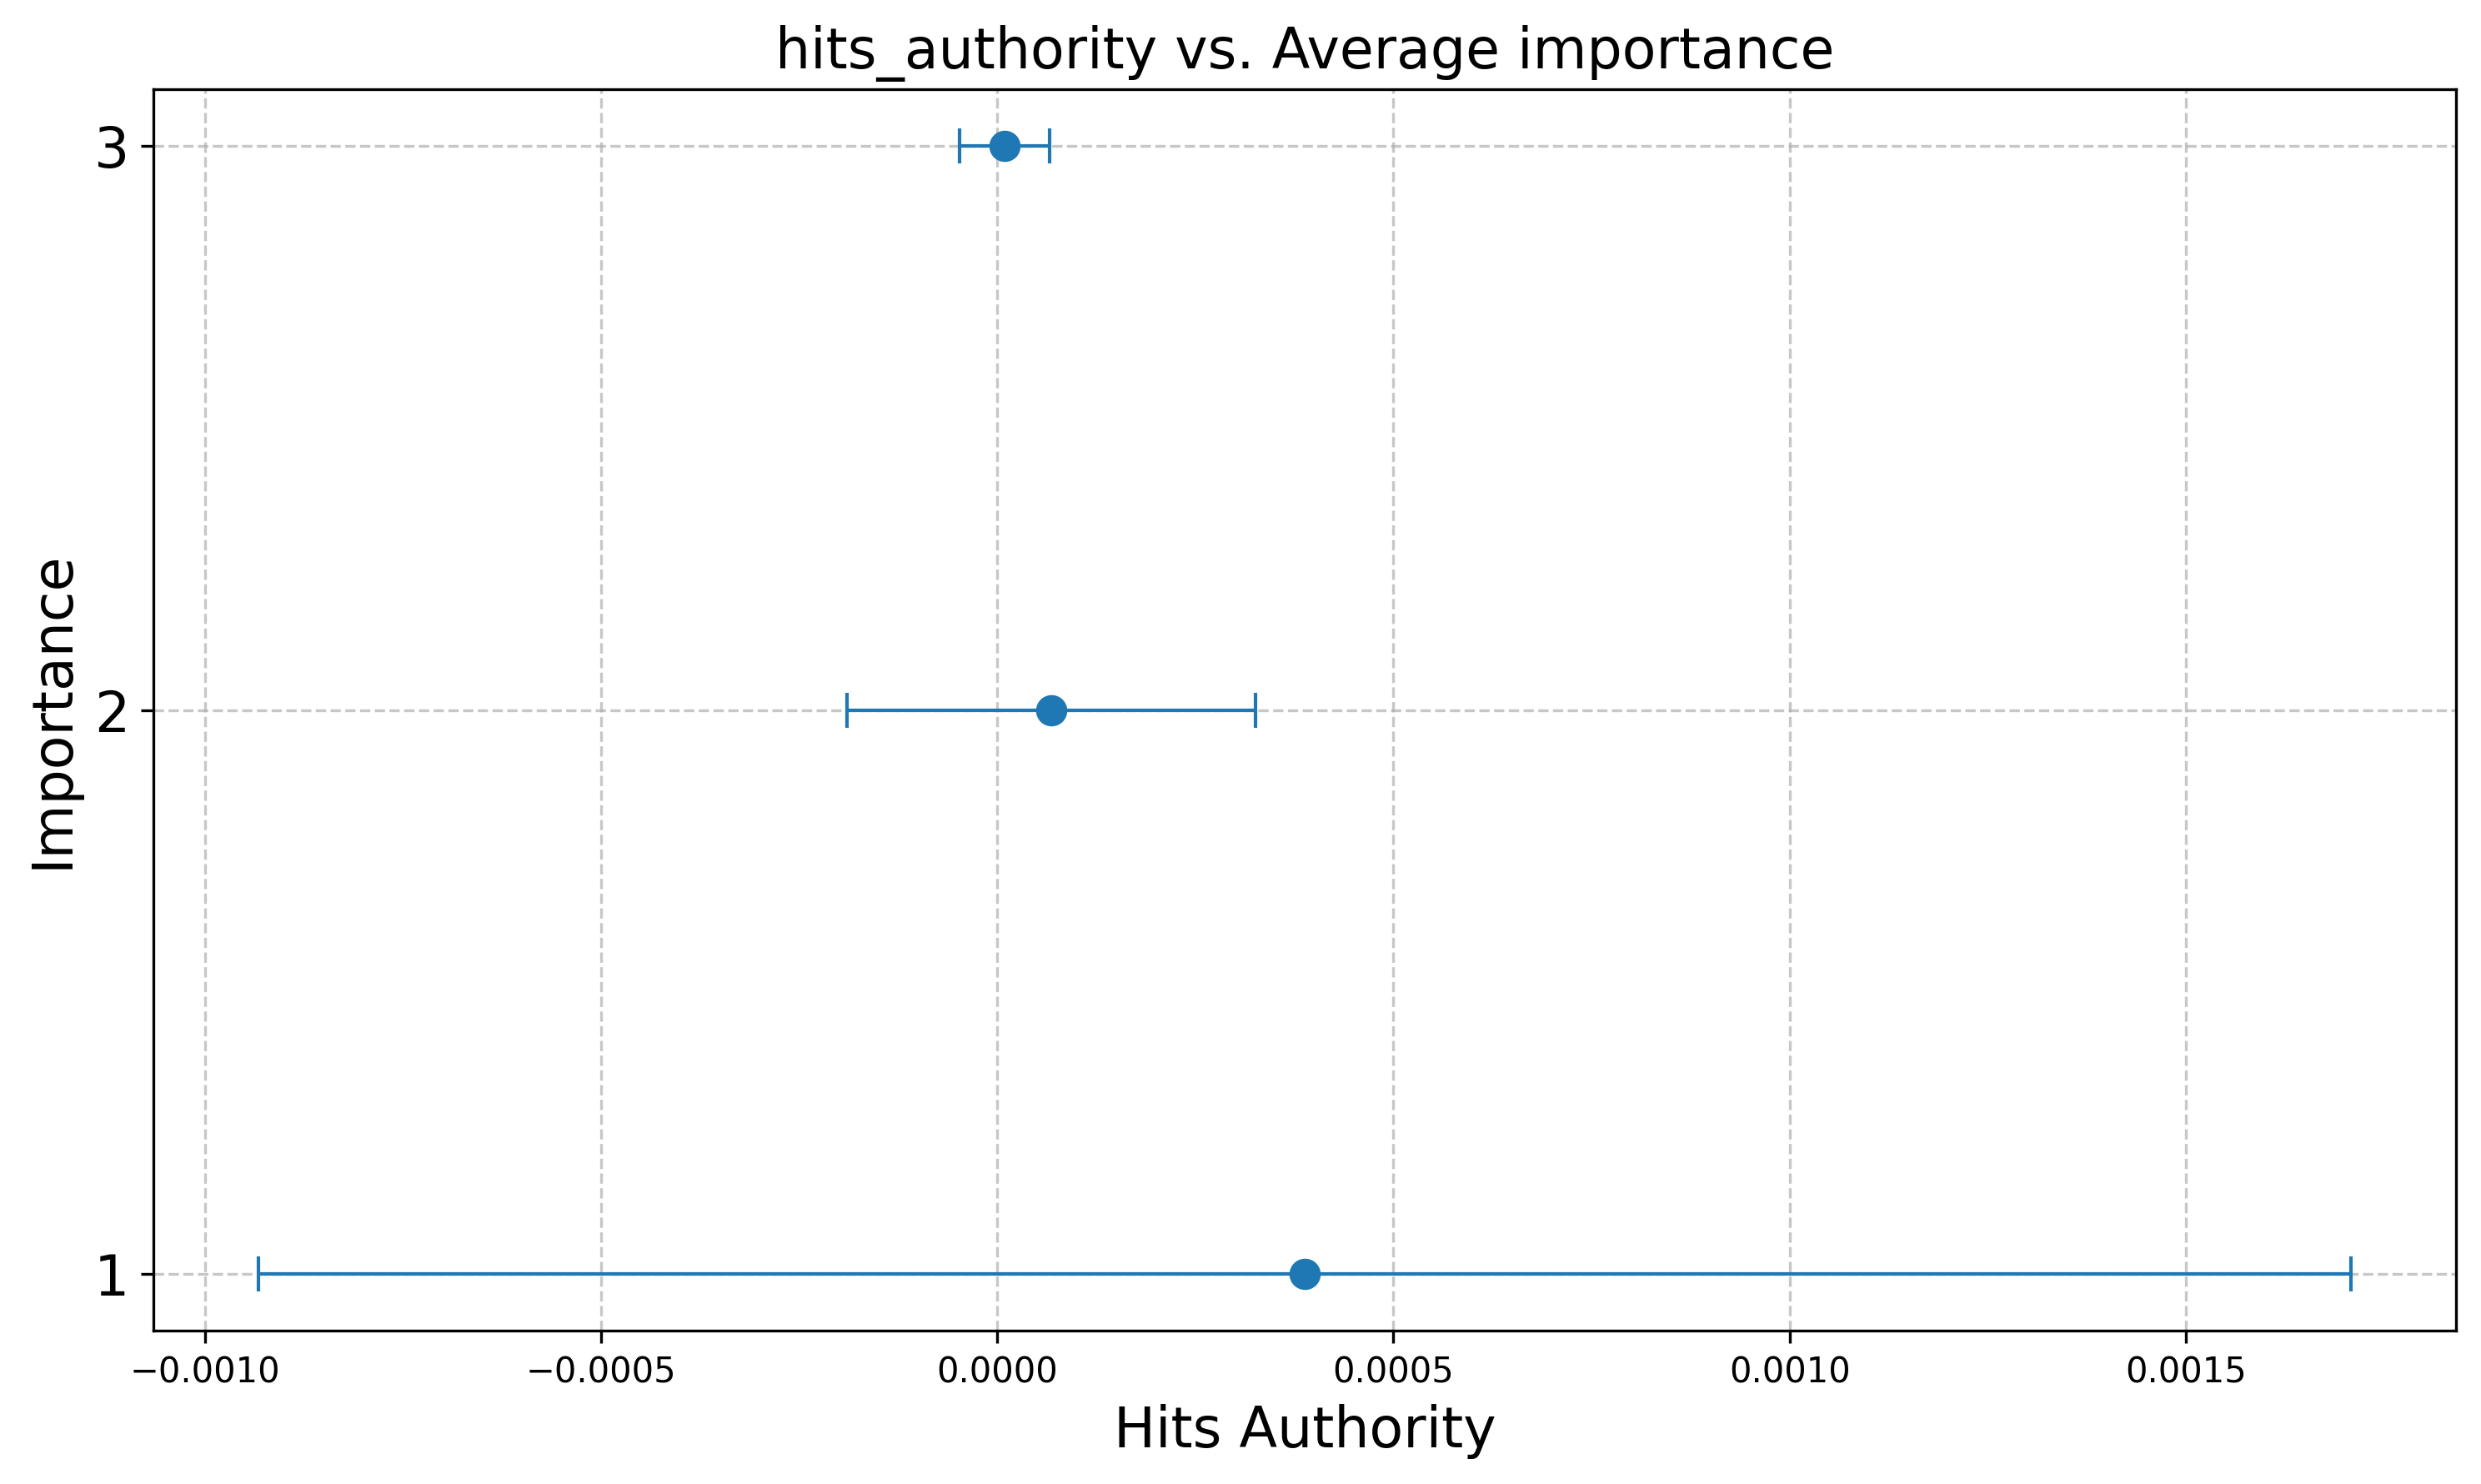 hits_authority vs. Average importance
3
2
1
Importance
−0.0010 −0.0005 0.0000 0.0005 0.0010 0.0015
Hits Authority